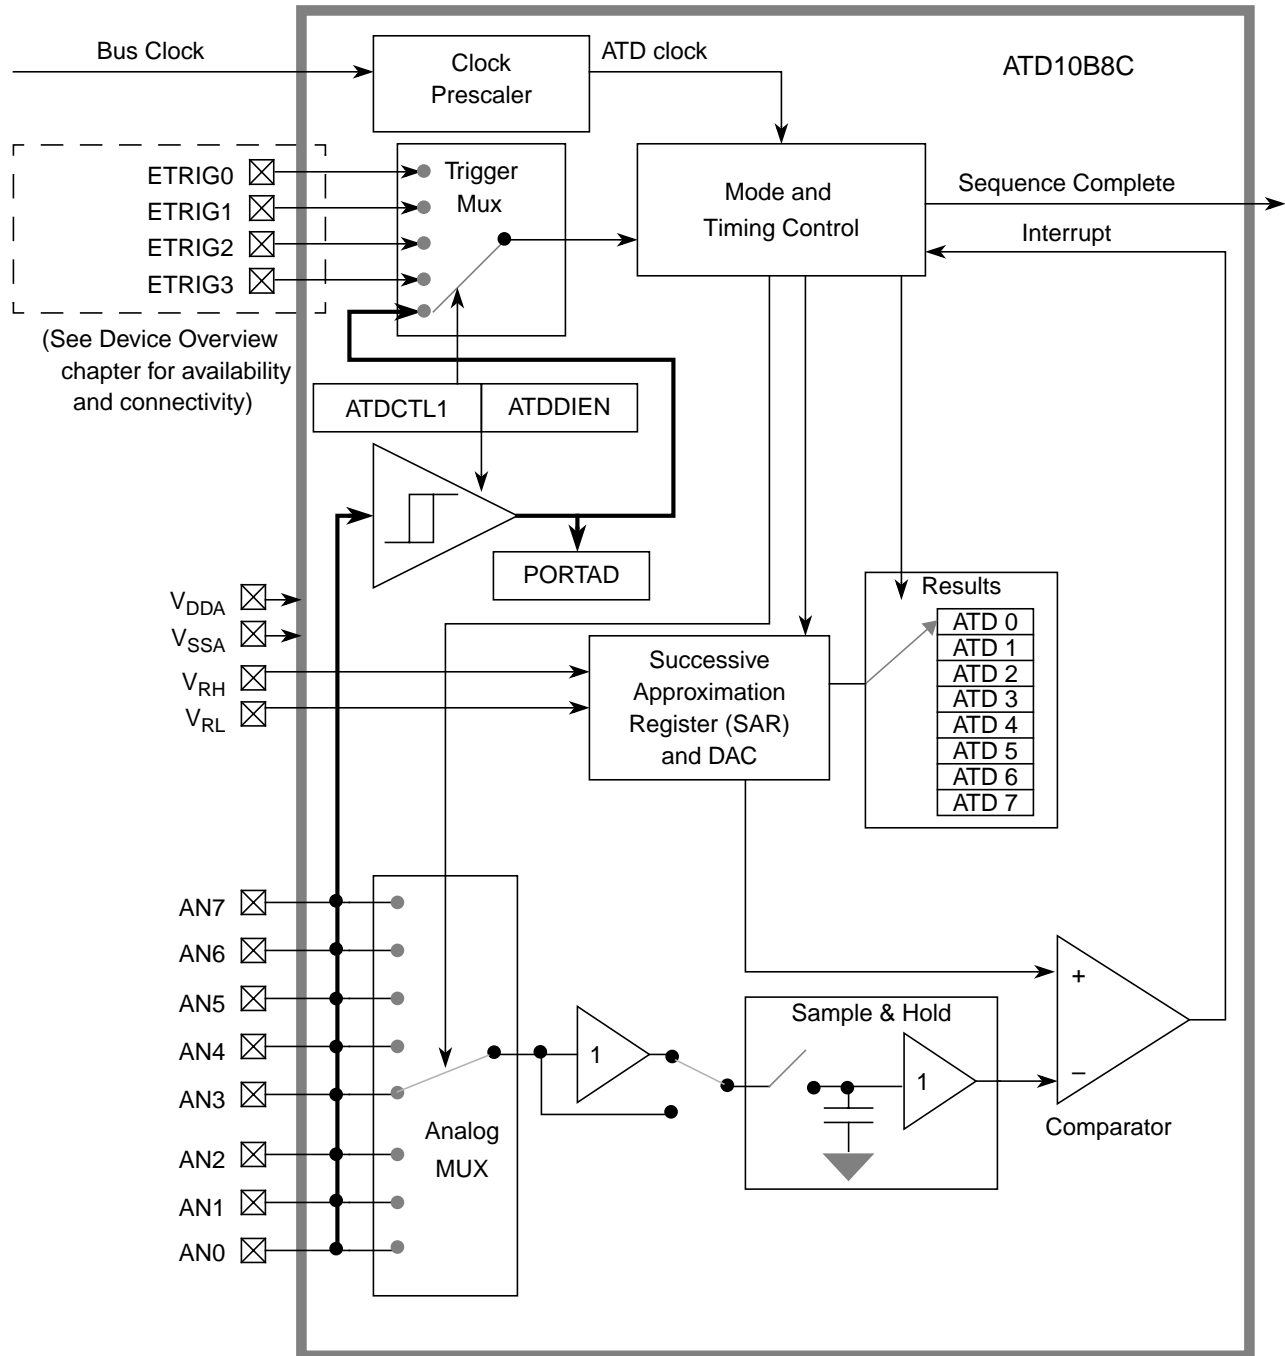 Bus Clock
Clock
Prescaler
ATD clock
ATD10B8C
ETRIG0
ETRIG1
ETRIG2
ETRIG3
(See Device Overview
chapter for availability
and connectivity)
Trigger
Mux
Mode and
Timing Control
Sequence Complete
Interrupt
ATDCTL1
ATDDIEN
PORTAD
VDDA
VSSA
VRH
VRL
Successive
Approximation
Register (SAR)
and DAC
Results
ATD 0
ATD 1
ATD 2
ATD 3
ATD 4
ATD 5
ATD 6
ATD 7
AN7
AN6
AN5
AN4
AN3
AN2
AN1
AN0
Analog
MUX
1
Sample & Hold
1
+
–
Comparator